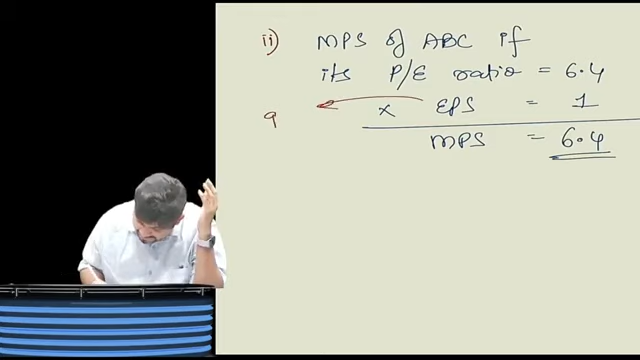 ii) MPS of ABC if
its P/E ratio = 6.4
x EPS = 1
9
MPS = 6.4